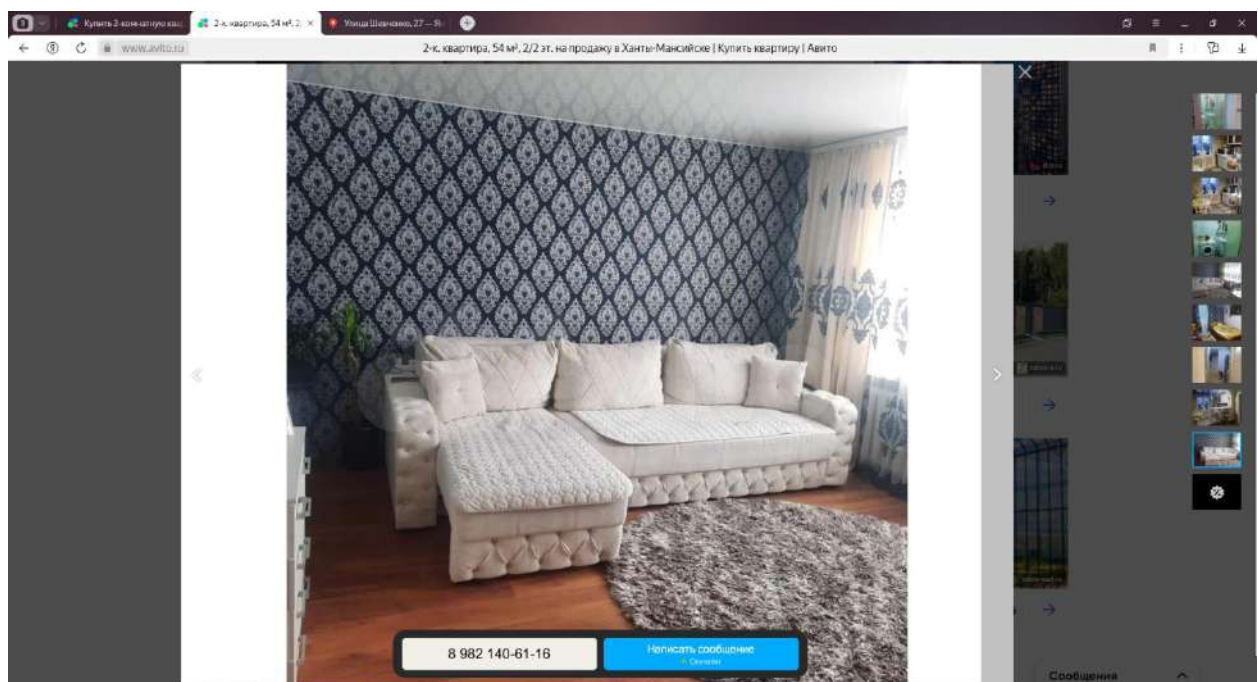 Купить 2-комнатную ква
2-к. квартира, 54 м², 2
Улица Шевченко, 27 — Я
www.avito.ru
2-к. квартира, 54 м², 2/2 эт. на продажу в Ханты-Мансийске | Купить квартиру | Авито
8 982 140-61-16
Написать сообщение
Онлайн
Сообщения